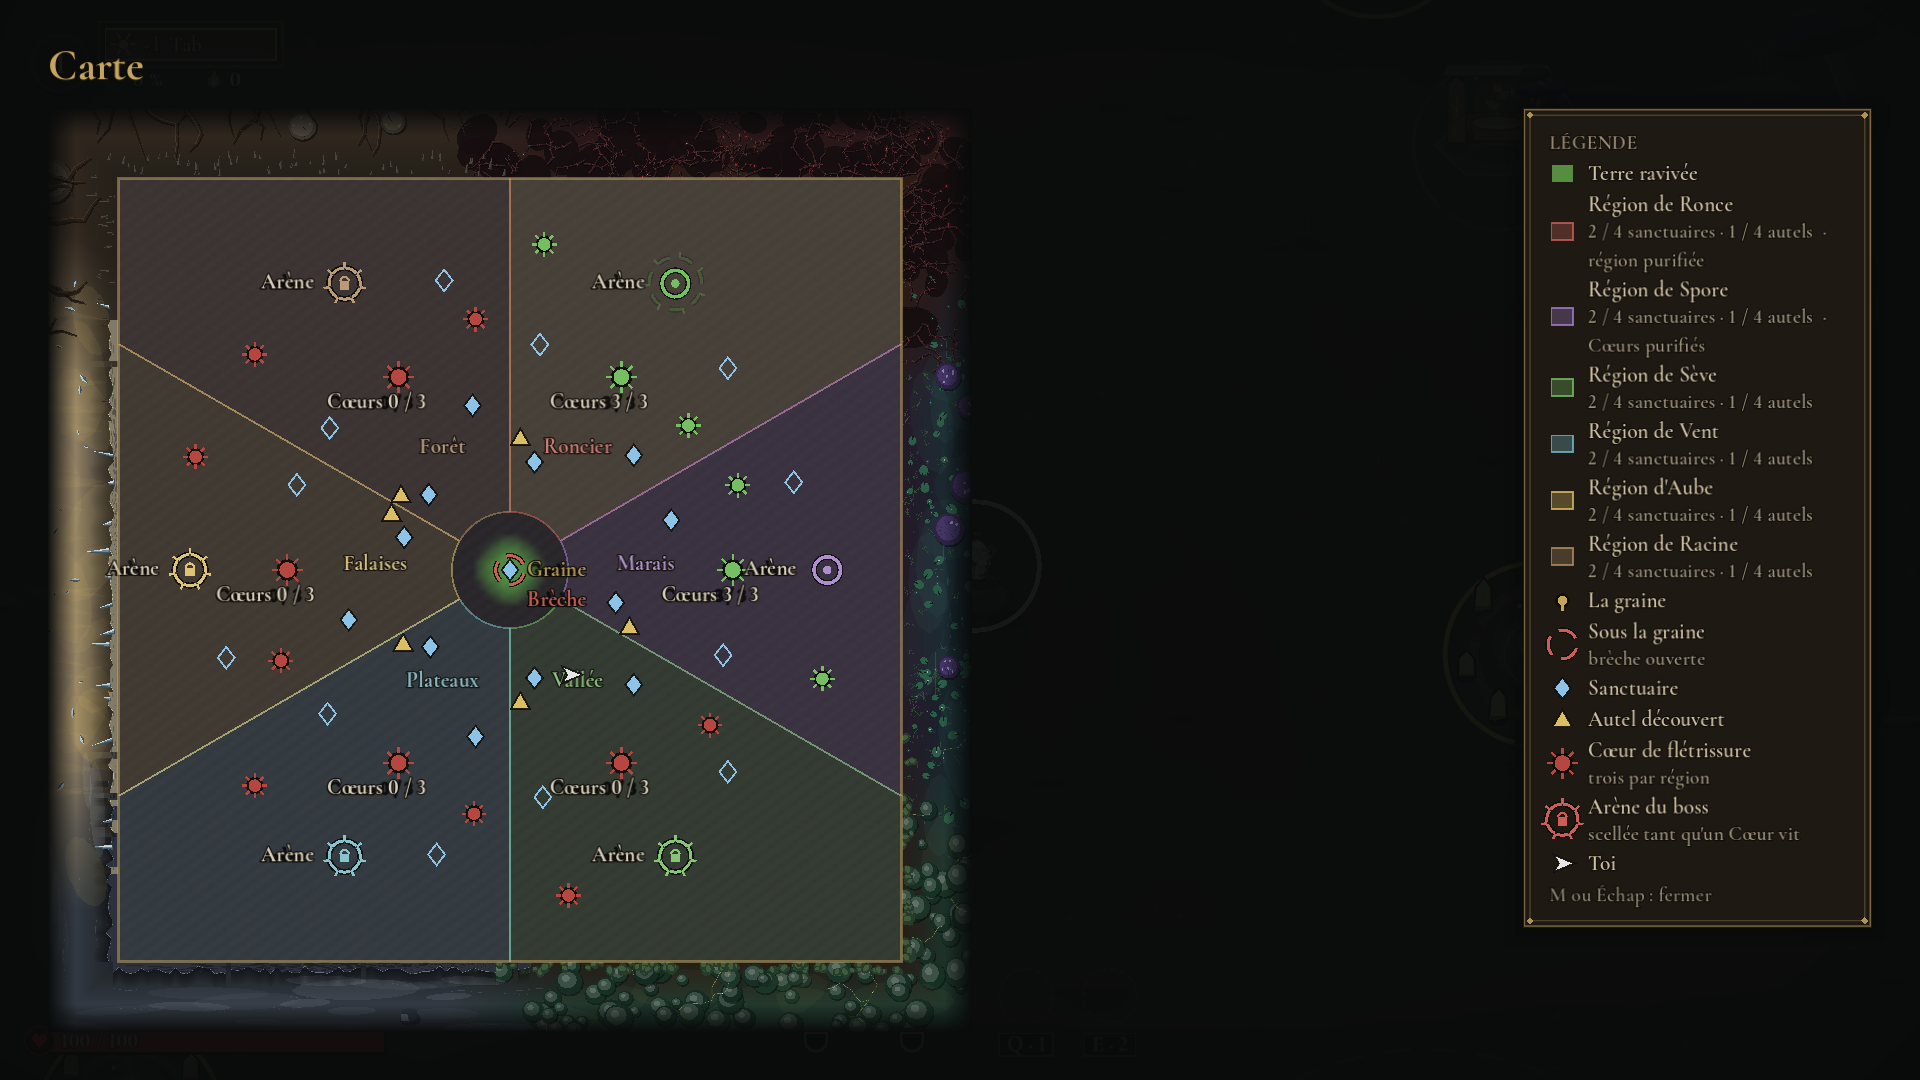 Tab
Carte
0
Arène
Arène
Cœurs 0 / 3
Cœurs 3 / 3
Forêt
Roncier
Falaises
Marais
Arène
Graine
Arène
Cœurs 0 / 3
Cœurs 3 / 3
Brèche
Plateaux
Vallée
Cœurs 0 / 3
Cœurs 0 / 3
Arène
Arène
100
100
Q · 1
E · 2
LÉGENDE
Terre ravivée
Région de Ronce
2 / 4 sanctuaires · 1 / 4 autels ·
région purifiée
Région de Spore
2 / 4 sanctuaires · 1 / 4 autels ·
Cœurs purifiés
Région de Sève
2 / 4 sanctuaires · 1 / 4 autels
Région de Vent
2 / 4 sanctuaires · 1 / 4 autels
Région d'Aube
2 / 4 sanctuaires · 1 / 4 autels
Région de Racine
2 / 4 sanctuaires · 1 / 4 autels
La graine
Sous la graine
brèche ouverte
Sanctuaire
Autel découvert
Cœur de flétrissure
trois par région
Arène du boss
scellée tant qu'un Cœur vit
Toi
M ou Échap : fermer